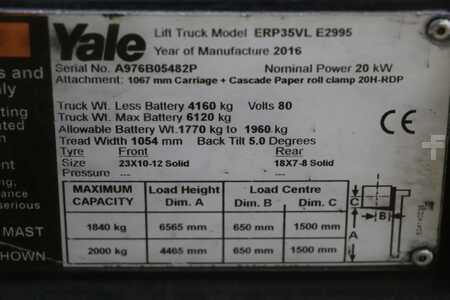 Yale
Lift Truck Model ERP35VL E2995
Year of Manufacture 2016
Serial No. A976B05482P Nominal Power 20 kW
Attachment : 1067 mm Carriage + Cascade Paper roll clamp 20H-RDP
Truck Wt. Less Battery 4160 kg Volts 80
Truck Wt. Max Battery 6120 kg
Allowable Battery Wt.1770 kg to 1960 kg
Tread Width 1054 mm Back Tilt 5.0 Degrees
Tyre Front Rear
Size 23X10-12 Solid 18X7-8 Solid
Pressure --- ---
MAXIMUM CAPACITY Load Height Dim. A Load Centre Dim. B Dim. C
1840 kg 6565 mm 650 mm 1500 mm
2000 kg 4465 mm 650 mm 1500 mm
C
B
A
s and
ly
ting
ated
n
ance
serious
MAST
HOWN